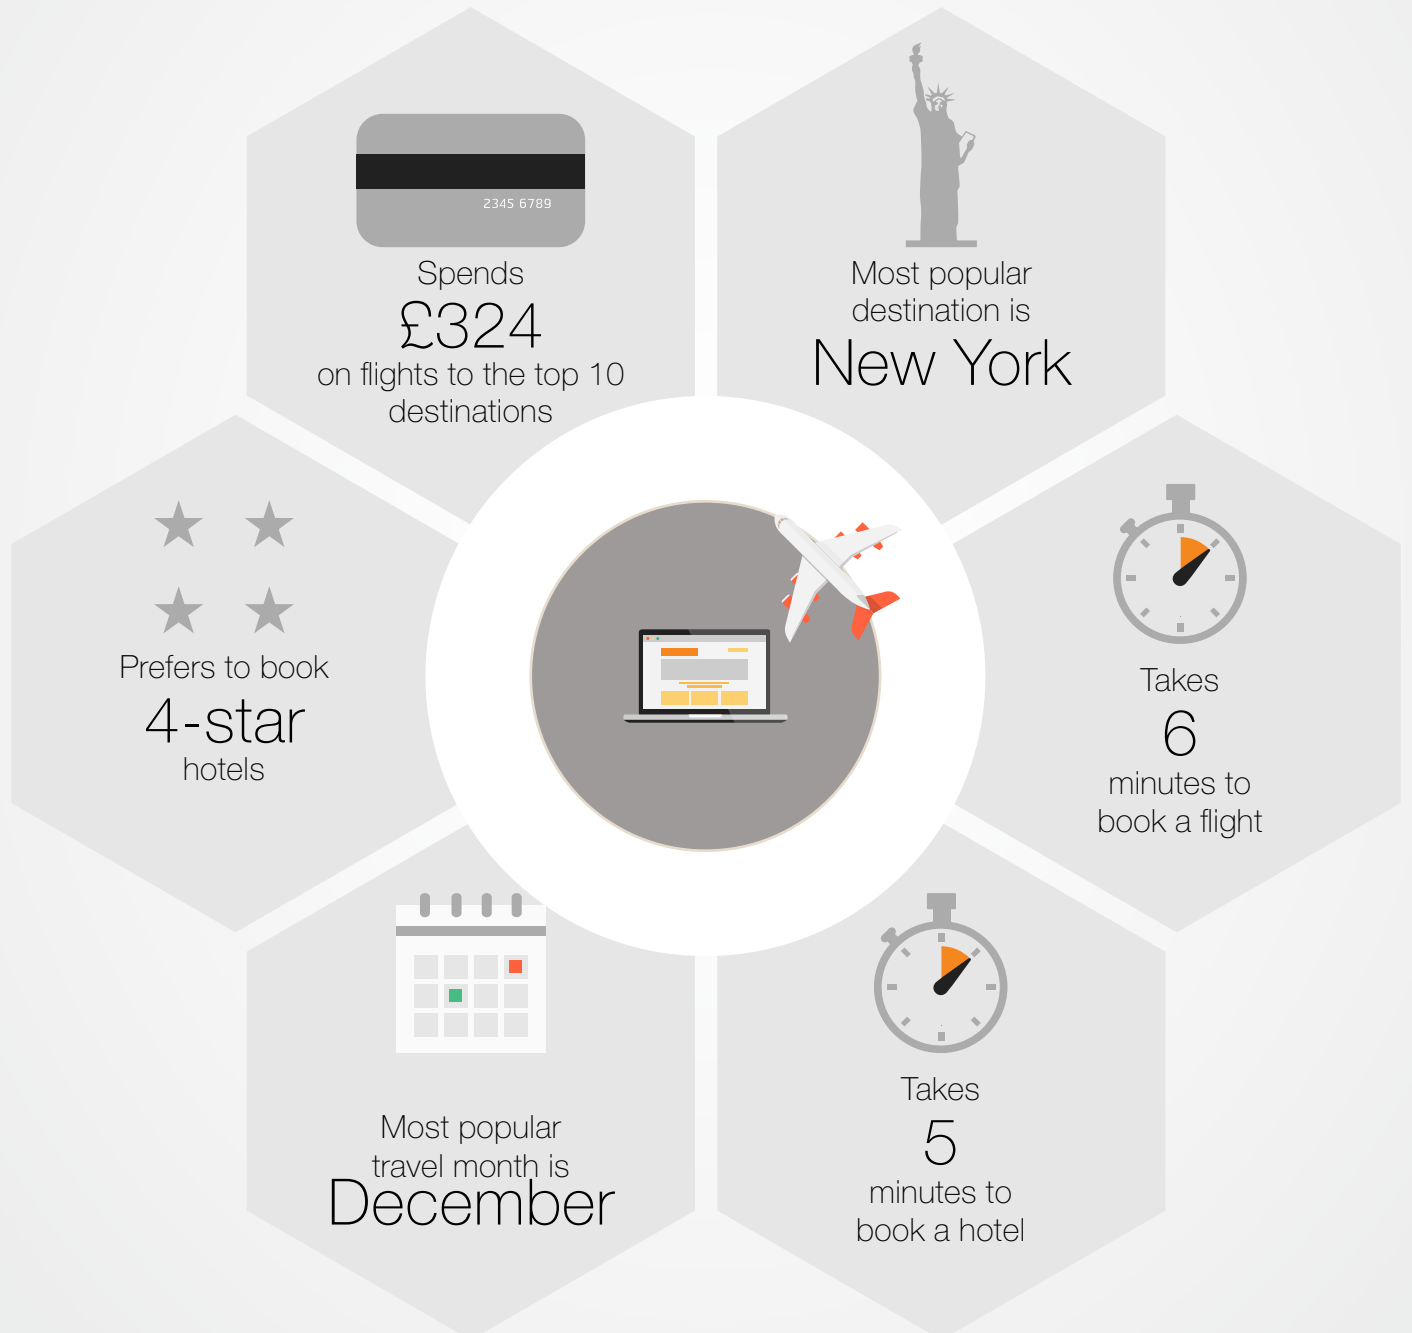 2345 6789
Spends
£324
on flights to the top 10
destinations
Most popular
destination is
New York
Prefers to book
4-star
hotels
Takes
6
minutes to
book a flight
Most popular
travel month is
December
Takes
5
minutes to
book a hotel